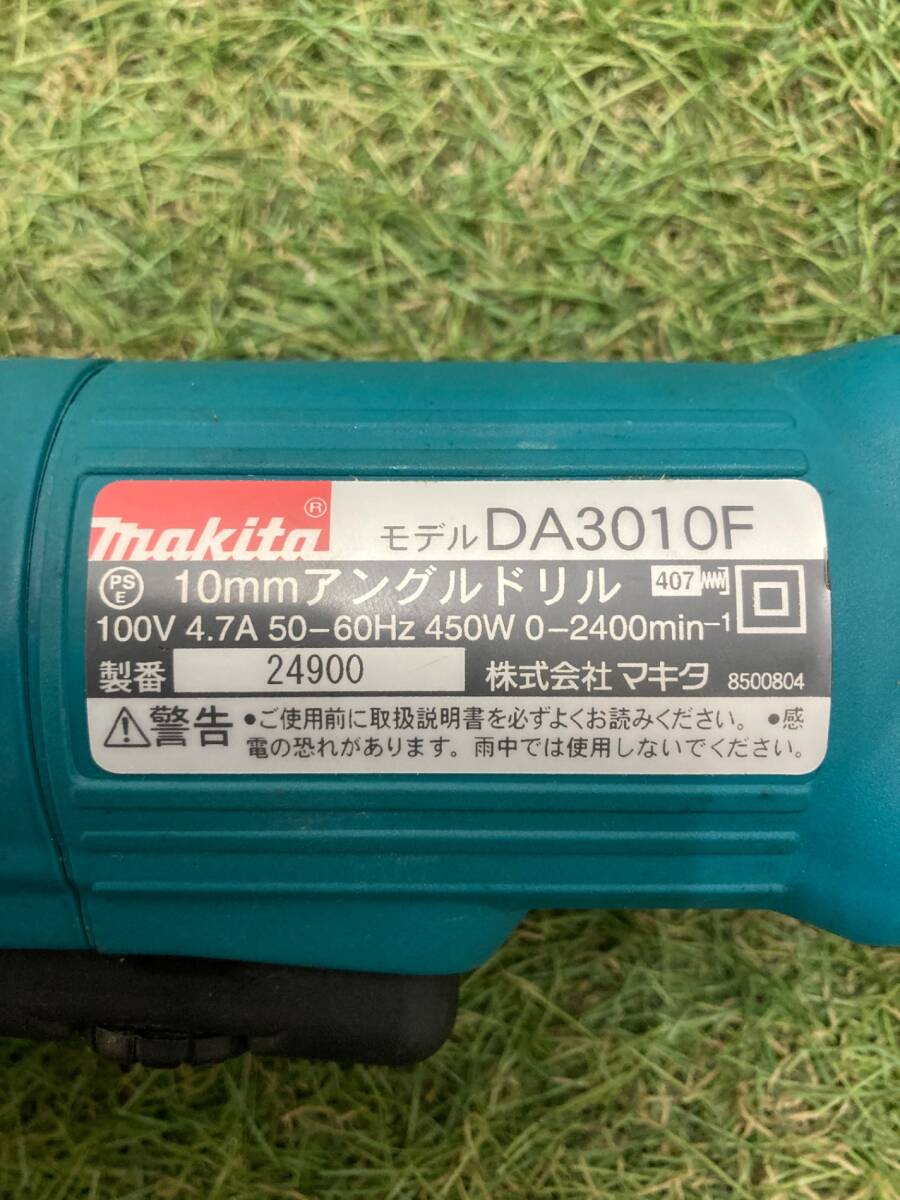 makita®
モデル DA3010F
PSE 10mmアングルドリル 407
100V 4.7A 50-60Hz 450W 0-2400min⁻¹
製番 24900 株式会社マキタ 8500804
警告 •ご使用前に取扱説明書を必ずよくお読みください。 •感
電の恐れがあります。雨中では使用しないでください。